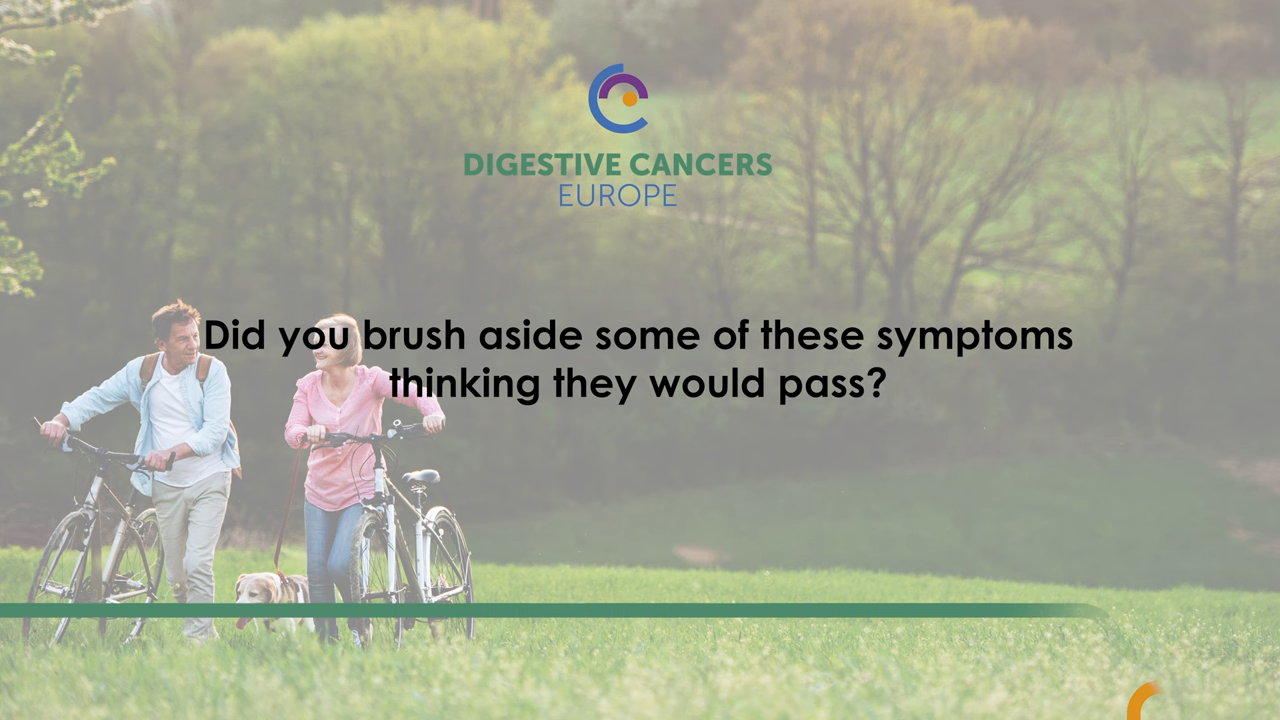 DIGESTIVE CANCERS
EUROPE
Did you brush aside some of these symptoms
thinking they would pass?